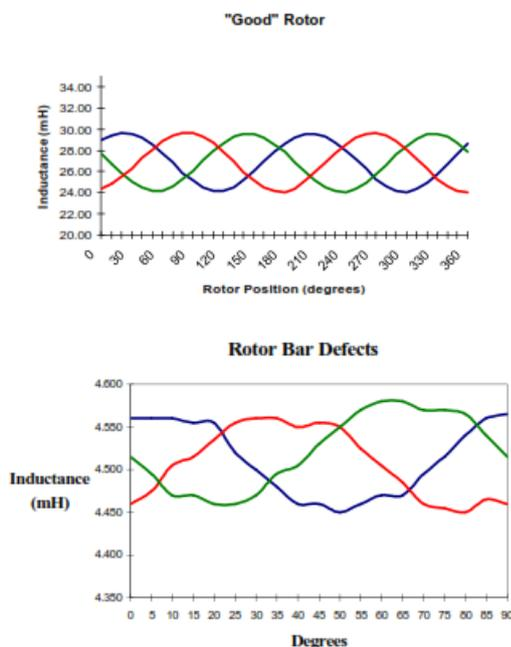 "Good" Rotor
34.00
32.00
30.00
28.00
26.00
24.00
22.00
20.00
Inductance (mH)
0 30 60 90 120 150 180 210 240 270 300 330 360
Rotor Position (degrees)
Rotor Bar Defects
4.600
4.550
4.500
4.450
4.400
4.350
Inductance
(mH)
0 5 10 15 20 25 30 35 40 45 50 55 60 65 70 75 80 85 90
Degrees